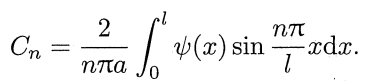 $C_n = \frac{2}{n\pi a} \int_0^l \psi(x) \sin \frac{n\pi}{l} x \mathrm{d}x.$